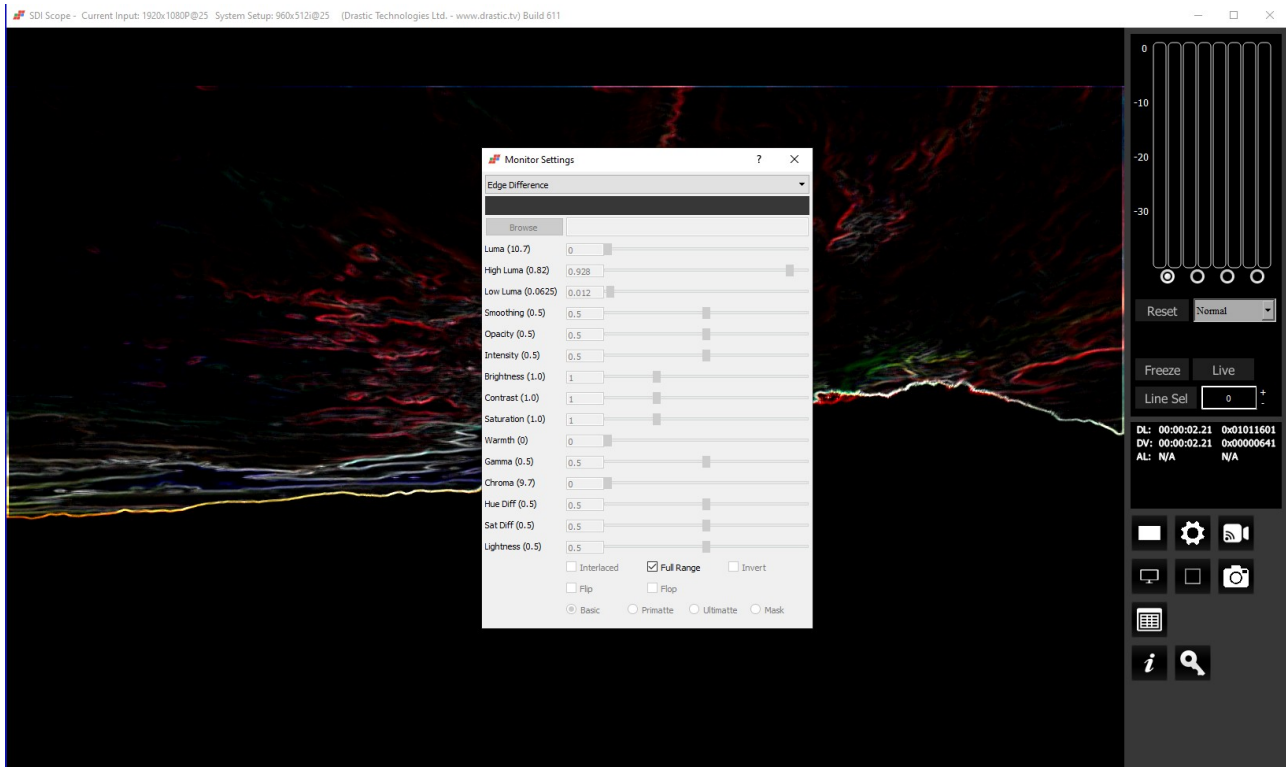 SDI Scope - Current Input: 1920x1080P@25 System Setup: 960x512i@25 (Drastic Technologies Ltd. - www.drastic.tv) Build 611
Monitor Settings ?
Edge Difference
Browse
Luma (10.7) 0
High Luma (0.82) 0.928
Low Luma (0.0625) 0.012
Smoothing (0.5) 0.5
Opacity (0.5) 0.5
Intensity (0.5) 0.5
Brightness (1.0) 1
Contrast (1.0) 1
Saturation (1.0) 1
Warmth (0) 0
Gamma (0.5) 0.5
Chroma (9.7) 0
Hue Diff (0.5) 0.5
Sat Diff (0.5) 0.5
Lightness (0.5) 0.5
Interlaced Full Range Invert
Flip Flop
Basic Primatte Ultimatte Mask
0
-10
-20
-30
Reset Normal
Freeze Live
Line Sel 0 + -
DL: 00:00:02.21 0x01011601
DV: 00:00:02.21 0x00000641
AL: N/A N/A
i